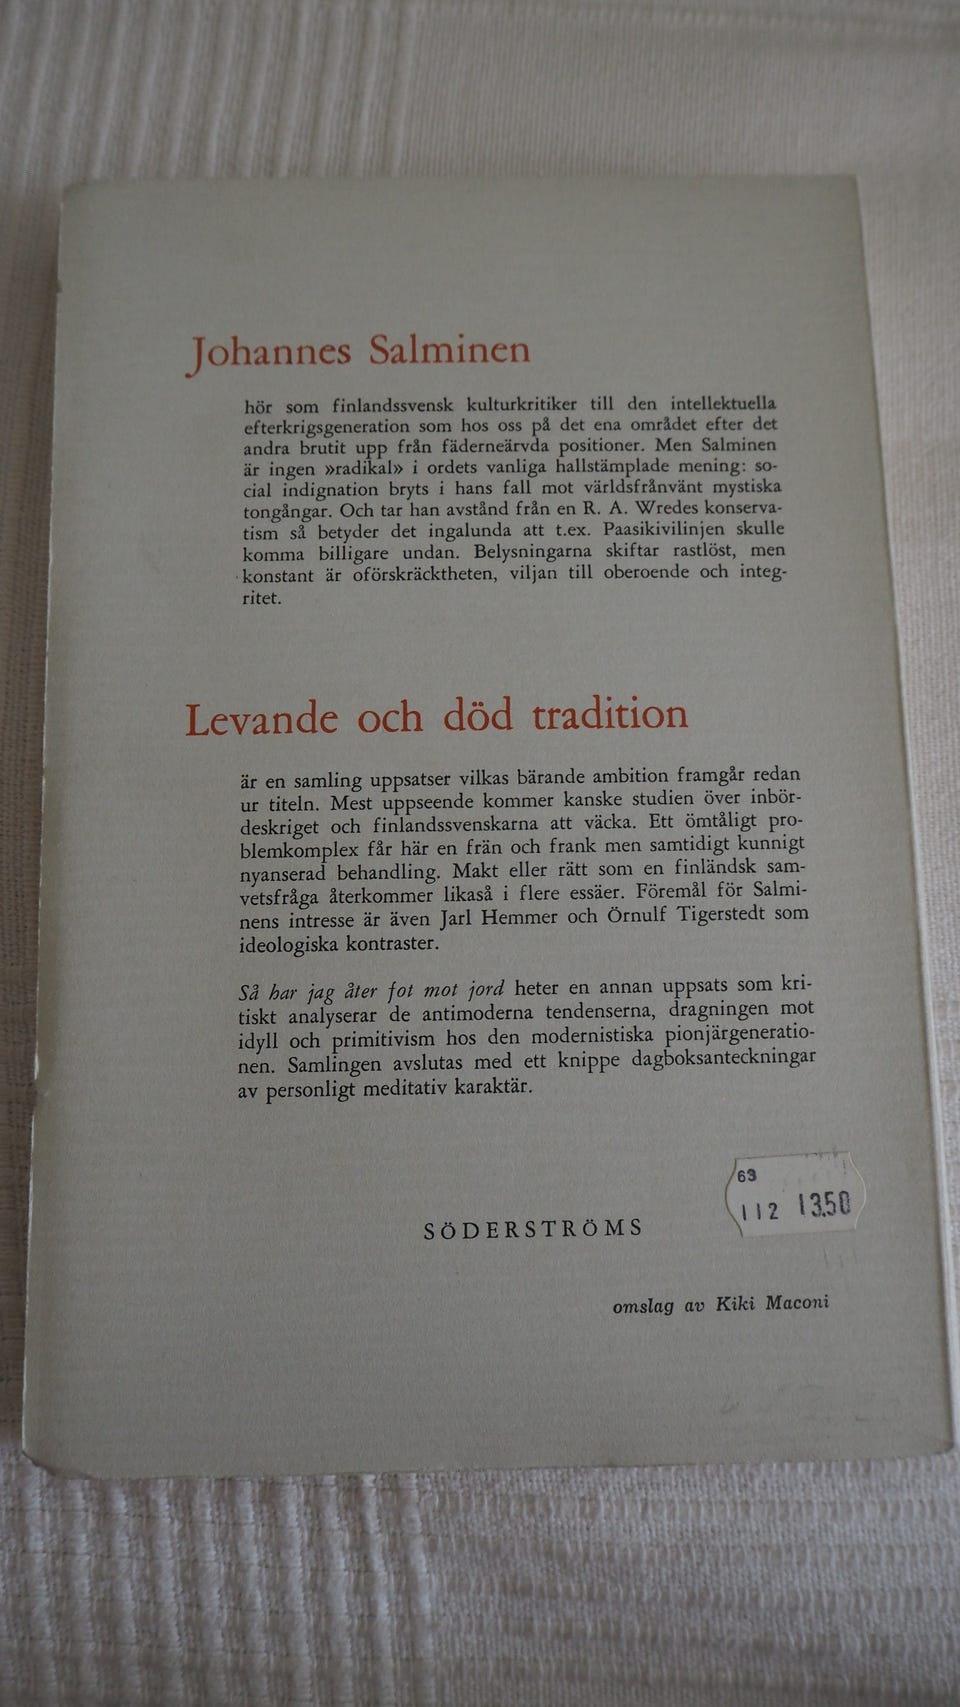 Johannes Salminen
hör som finlandssvensk kulturkritiker till den intellektuella
efterkrigsgeneration som hos oss på det ena området efter det
andra brutit upp från fäderneärvda positioner. Men Salminen
är ingen »radikal» i ordets vanliga hallstämplade mening: so-
cial indignation bryts i hans fall mot världsfrånvänt mystiska
tongångar. Och tar han avstånd från en R. A. Wredes konserva-
tism så betyder det ingalunda att t.ex. Paasikivilinjen skulle
komma billigare undan. Belysningarna skiftar rastlöst, men
konstant är oförskräcktheten, viljan till oberoende och integ-
ritet.
Levande och död tradition
är en samling uppsatser vilkas bärande ambition framgår redan
ur titeln. Mest uppseende kommer kanske studien över inbör-
deskriget och finlandssvenskarna att väcka. Ett ömtåligt pro-
blemkomplex får här en frän och frank men samtidigt kunnigt
nyanserad behandling. Makt eller rätt som en finländsk sam-
vetsfråga återkommer likaså i flere essäer. Föremål för Salmi-
nens intresse är även Jarl Hemmer och Örnulf Tigerstedt som
ideologiska kontraster.
Så har jag åter fot mot jord heter en annan uppsats som kri-
tiskt analyserar de antimoderna tendenserna, dragningen mot
idyll och primitivism hos den modernistiska pionjärgeneratio-
nen. Samlingen avslutas med ett knippe dagboksanteckningar
av personligt meditativ karaktär.
63
112 13.50
SÖDERSTRÖMS
omslag av Kiki Maconi